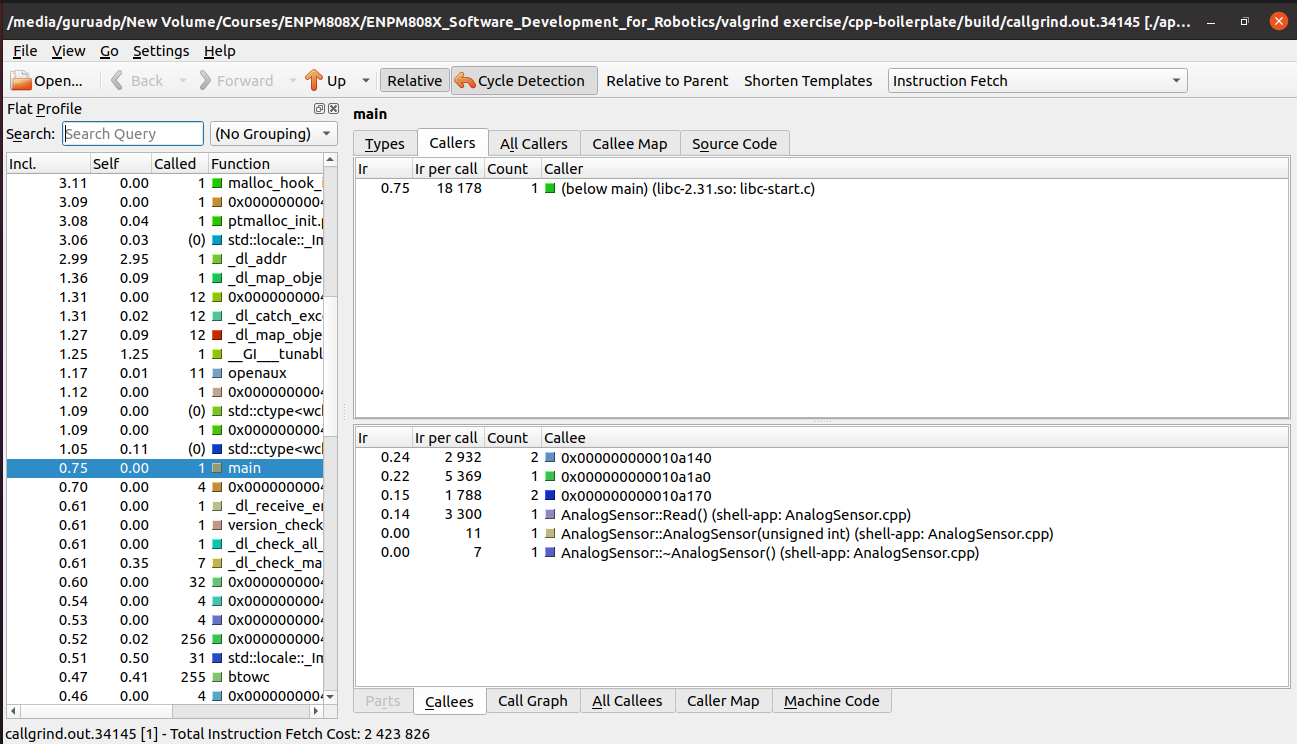 /media/guruadp/New Volume/Courses/ENPM808X/ENPM808X_Software_Development_for_Robotics/valgrind exercise/cpp-boilerplate/build/callgrind.out.34145 [./ap...
File View Go Settings Help
Open... Back Forward Up Relative Cycle Detection Relative to Parent Shorten Templates Instruction Fetch
Flat Profile
Search: Search Query (No Grouping)
Incl. Self Called Function
3.11 0.00 1 malloc_hook_i
3.09 0.00 1 0x0000000004
3.08 0.04 1 ptmalloc_init.p
3.06 0.03 (0) std::locale::_Im
2.99 2.95 1 _dl_addr
1.36 0.09 1 _dl_map_obje
1.31 0.00 12 0x0000000004
1.31 0.02 12 _dl_catch_exc
1.27 0.09 12 _dl_map_obje
1.25 1.25 1 __GI___tunabl
1.17 0.01 11 openaux
1.12 0.00 1 0x0000000004
1.09 0.00 (0) std::ctype<wcl
1.09 0.00 1 0x0000000004
1.05 0.11 (0) std::ctype<wcl
0.75 0.00 1 main
0.70 0.00 4 0x0000000004
0.61 0.00 1 _dl_receive_er
0.61 0.00 1 version_check
0.61 0.00 1 _dl_check_all_
0.61 0.35 7 _dl_check_ma
0.60 0.00 32 0x0000000004
0.54 0.00 4 0x0000000004
0.53 0.00 4 0x0000000004
0.52 0.02 256 0x0000000004
0.51 0.50 31 std::locale::_Im
0.47 0.41 255 btowc
0.46 0.00 4 0x0000000004
main
Types Callers All Callers Callee Map Source Code
Ir Ir per call Count Caller
0.75 18 178 1 (below main) (libc-2.31.so: libc-start.c)
Ir Ir per call Count Callee
0.24 2 932 2 0x000000000010a140
0.22 5 369 1 0x000000000010a1a0
0.15 1 788 2 0x000000000010a170
0.14 3 300 1 AnalogSensor::Read() (shell-app: AnalogSensor.cpp)
0.00 11 1 AnalogSensor::AnalogSensor(unsigned int) (shell-app: AnalogSensor.cpp)
0.00 7 1 AnalogSensor::~AnalogSensor() (shell-app: AnalogSensor.cpp)
Parts Callees Call Graph All Callees Caller Map Machine Code
callgrind.out.34145 [1] - Total Instruction Fetch Cost: 2 423 826